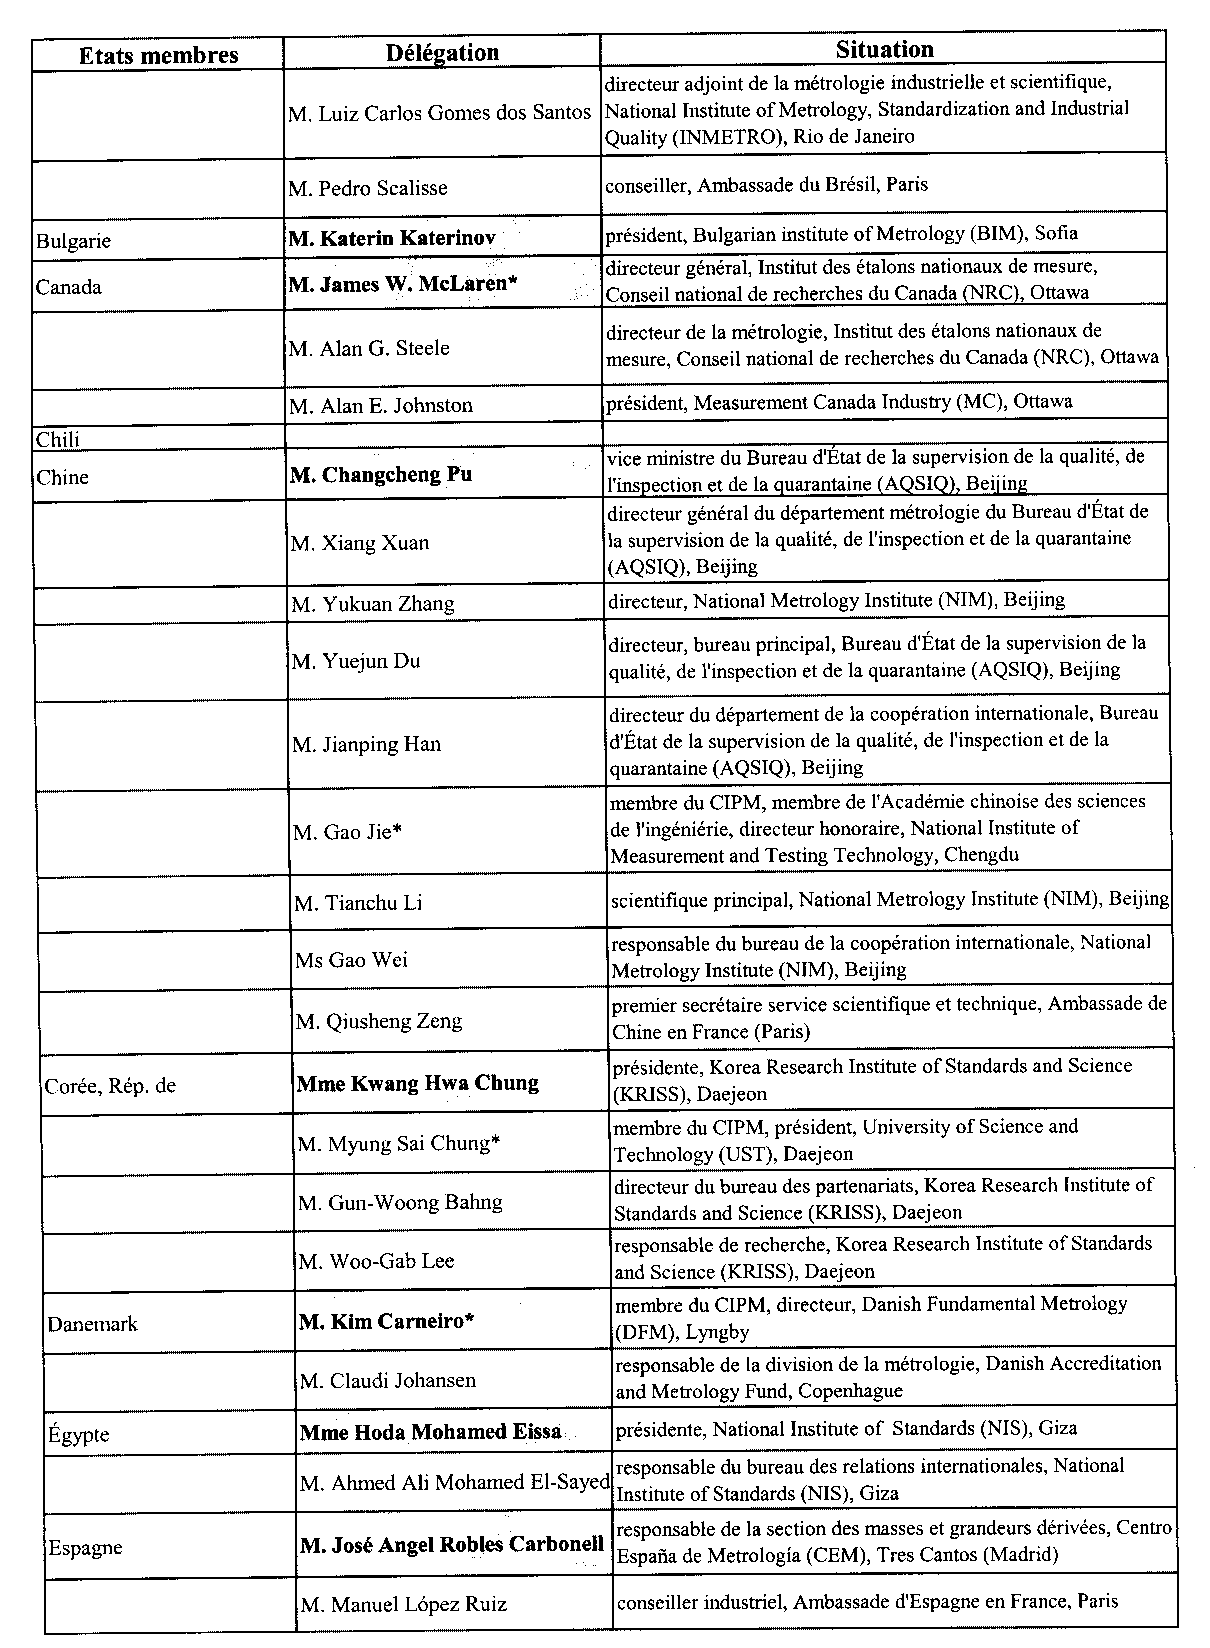 Etats membres Délégation Situation
directeur adjoint de la métrologie industrielle et scientifique,
M. Luiz Carlos Gomes dos Santos National Institute of Metrology, Standardization and Industrial
Quality (INMETRO), Rio de Janeiro
M. Pedro Scalisse conseiller, Ambassade du Brésil, Paris
Bulgarie M. Katerin Katerinov président, Bulgarian institute of Metrology (BIM), Sofia
directeur général, Institut des étalons nationaux de mesure,
Canada M. James W. McLaren* Conseil national de recherches du Canada (NRC), Ottawa
directeur de la métrologie, Institut des étalons nationaux de
M. Alan G. Steele mesure, Conseil national de recherches du Canada (NRC), Ottawa
M. Alan E. Johnston président, Measurement Canada Industry (MC), Ottawa
Chili
vice ministre du Bureau d'État de la supervision de la qualité, de
Chine M. Changcheng Pu l'inspection et de la quarantaine (AQSIQ), Beijing
directeur général du département métrologie du Bureau d'État de
M. Xiang Xuan la supervision de la qualité, de l'inspection et de la quarantaine
(AQSIQ), Beijing
M. Yukuan Zhang directeur, National Metrology Institute (NIM), Beijing
directeur, bureau principal, Bureau d'État de la supervision de la
M. Yuejun Du qualité, de l'inspection et de la quarantaine (AQSIQ), Beijing
directeur du département de la coopération internationale, Bureau
M. Jianping Han d'État de la supervision de la qualité, de l'inspection et de la
quarantaine (AQSIQ), Beijing
membre du CIPM, membre de l'Académie chinoise des sciences
M. Gao Jie* de l'ingéniérie, directeur honoraire, National Institute of
Measurement and Testing Technology, Chengdu
M. Tianchu Li scientifique principal, National Metrology Institute (NIM), Beijing
responsable du bureau de la coopération internationale, National
Ms Gao Wei Metrology Institute (NIM), Beijing
premier secrétaire service scientifique et technique, Ambassade de
M. Qiusheng Zeng Chine en France (Paris)
présidente, Korea Research Institute of Standards and Science
Corée, Rép. de Mme Kwang Hwa Chung (KRISS), Daejeon
membre du CIPM, président, University of Science and
M. Myung Sai Chung* Technology (UST), Daejeon
directeur du bureau des partenariats, Korea Research Institute of
M. Gun-Woong Bahng Standards and Science (KRISS), Daejeon
responsable de recherche, Korea Research Institute of Standards
M. Woo-Gab Lee and Science (KRISS), Daejeon
membre du CIPM, directeur, Danish Fundamental Metrology
Danemark M. Kim Carneiro* (DFM), Lyngby
responsable de la division de la métrologie, Danish Accreditation
M. Claudi Johansen and Metrology Fund, Copenhague
Égypte Mme Hoda Mohamed Eissa présidente, National Institute of Standards (NIS), Giza
responsable du bureau des relations internationales, National
M. Ahmed Ali Mohamed El-Sayed Institute of Standards (NIS), Giza
responsable de la section des masses et grandeurs dérivées, Centro
Espagne M. José Angel Robles Carbonell España de Metrología (CEM), Tres Cantos (Madrid)
M. Manuel López Ruiz conseiller industriel, Ambassade d'Espagne en France, Paris